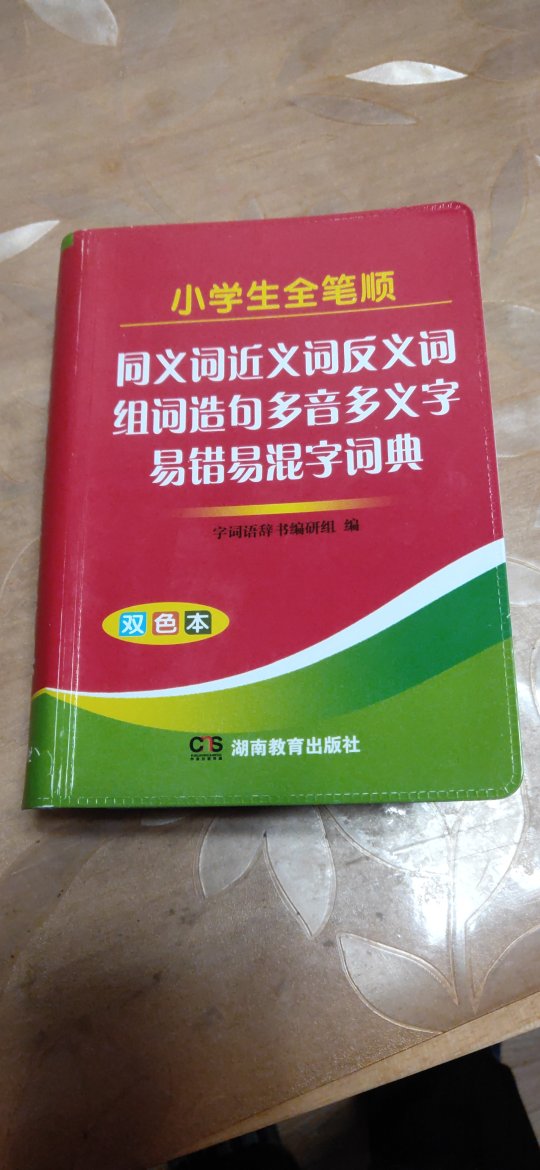 小学生全笔顺
同义词近义词反义词
组词造句多音多义字
易错易混字词典
字词语辞书编研组 编
双色本
湖南教育出版社